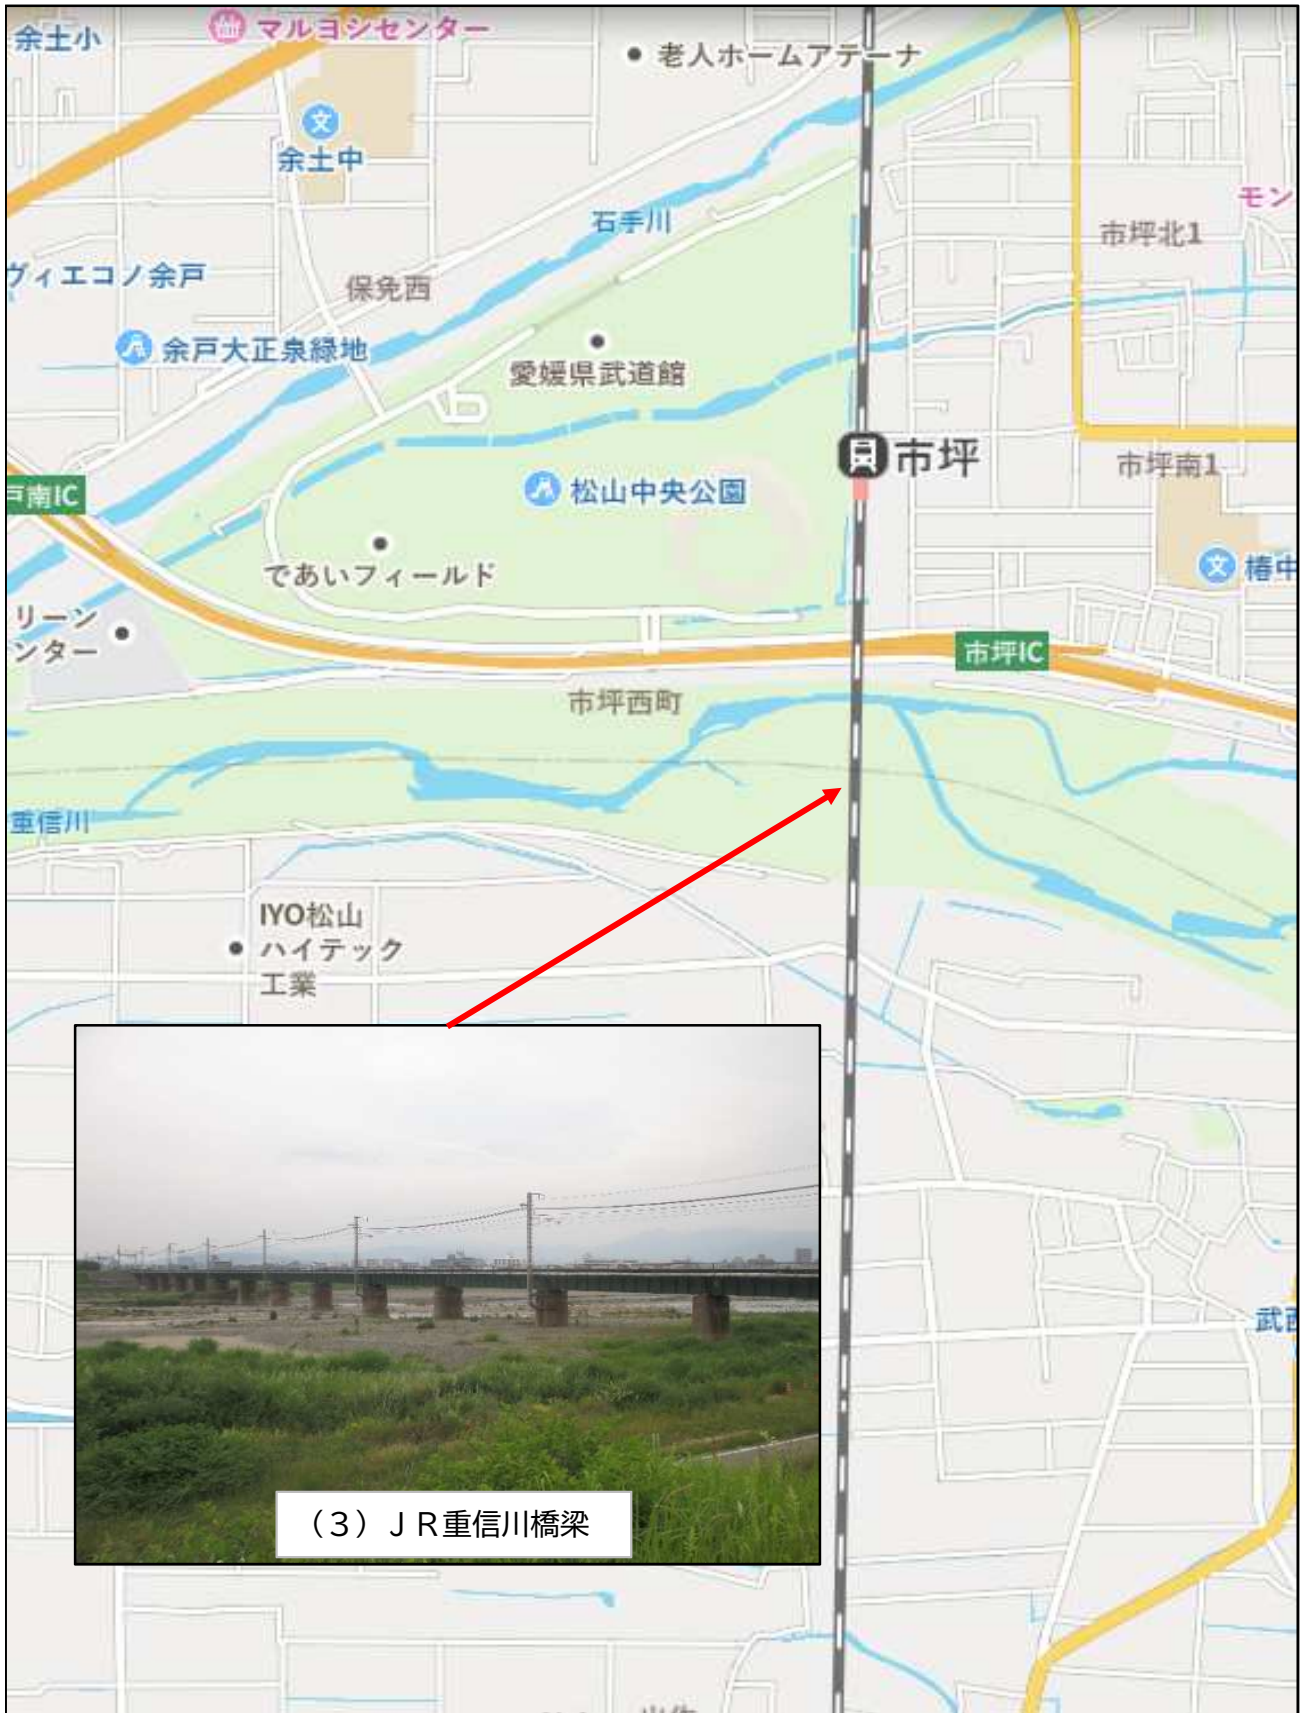 余土小
マルヨシセンター
老人ホームアテーナ
余土中
モン
石手川
市坪北1
ヴィエコノ余戸
保免西
余戸大正泉緑地
愛媛県武道館
市坪
市坪南1
戸南IC
松山中央公園
椿中
であいフィールド
リーン
ンター
市坪IC
市坪西町
重信川
IYO松山
ハイテック
工業
武西
（３）ＪＲ重信川橋梁